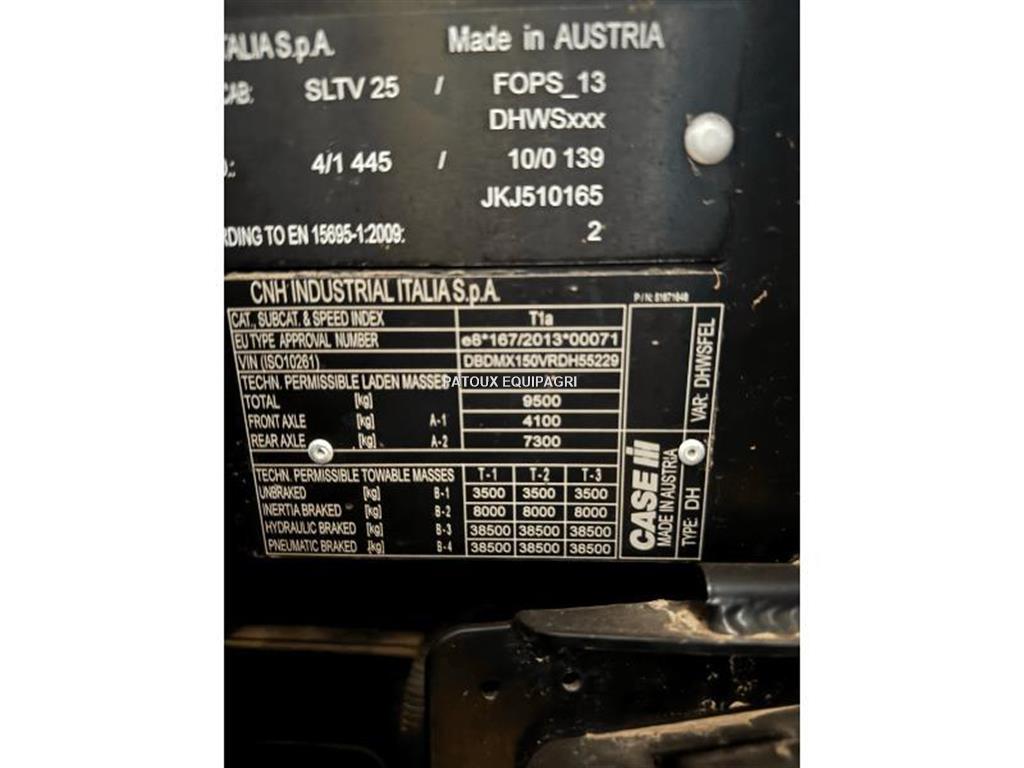 ITALIA S.p.A. Made in AUSTRIA
CAB: SLTV 25 / FOPS_13
DHWSxxx
4/1 445 / 10/0 139
JKJ510165
RDING TO EN 15695-1:2009: 2
CNH INDUSTRIAL ITALIA S.p.A. P/N: 51671648
CAT., SUBCAT. & SPEED INDEX T1a
EU TYPE APPROVAL NUMBER e8*167/2013*00071
VIN (ISO10261) DBDMX150VRDH55229
TECHN. PERMISSIBLE LADEN MASSES
PATOUX EQUIPAGRI
TOTAL [kg] 9500
FRONT AXLE [kg] A-1 4100
REAR AXLE [kg] A-2 7300
TECHN. PERMISSIBLE TOWABLE MASSES T-1 T-2 T-3
UNBRAKED [kg] B-1 3500 3500 3500
INERTIA BRAKED [kg] B-2 8000 8000 8000
HYDRAULIC BRAKED [kg] B-3 38500 38500 38500
PNEUMATIC BRAKED [kg] B-4 38500 38500 38500
CASE IH
MADE IN AUSTRIA
TYPE: DH
VAR: DHWSFEL